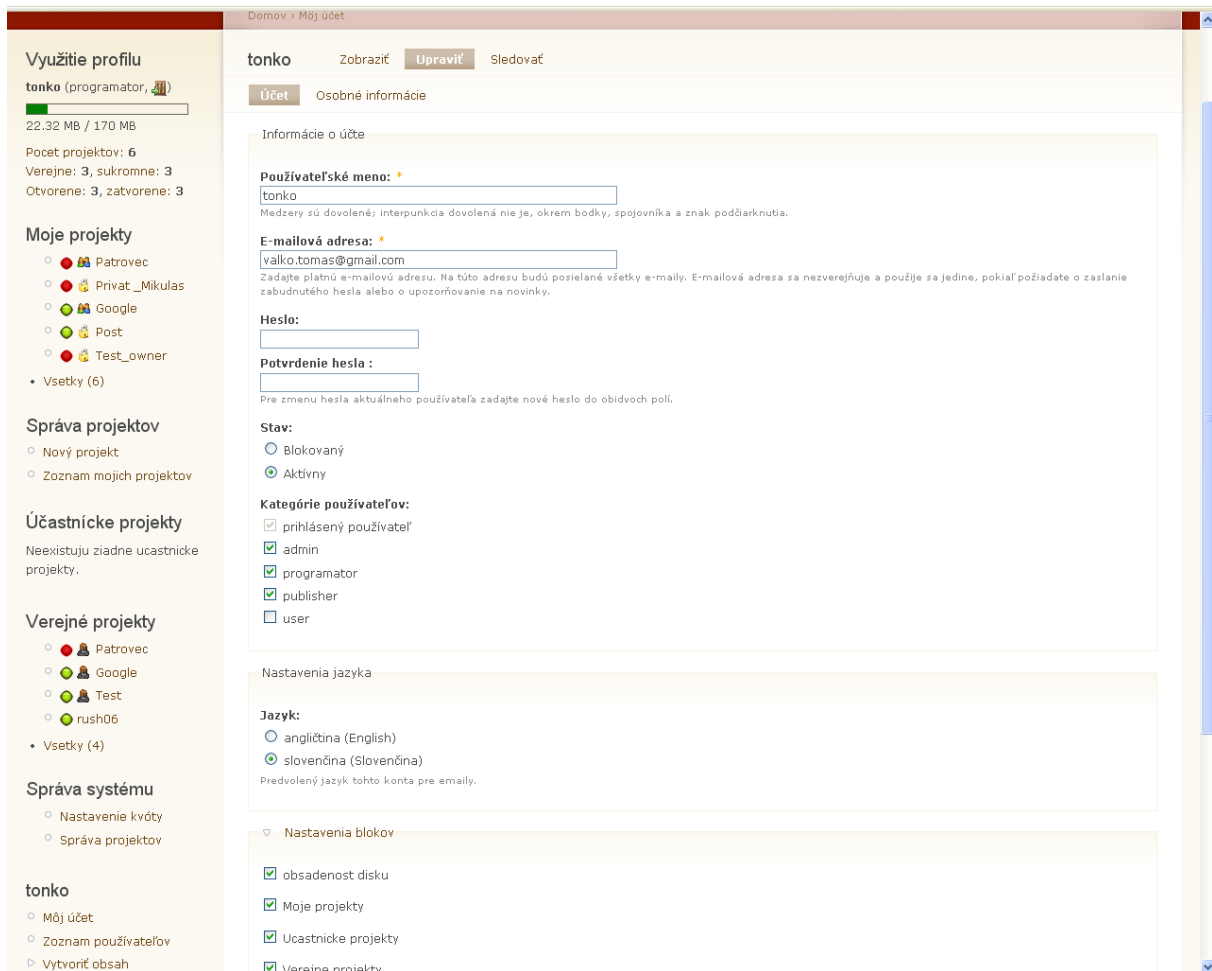 Domov › Môj účet
Využitie profilu
tonko (programator, )
22.32 MB / 170 MB
Pocet projektov: 6
Verejne: 3, sukromne: 3
Otvorene: 3, zatvorene: 3
Moje projekty
Patrovec
Privat _Mikulas
Google
Post
Test_owner
Vsetky (6)
Správa projektov
Nový projekt
Zoznam mojich projektov
Účastnícke projekty
Neexistuju ziadne ucastnicke
projekty.
Verejné projekty
Patrovec
Google
Test
rush06
Vsetky (4)
Správa systému
Nastavenie kvóty
Správa projektov
tonko
Môj účet
Zoznam používateľov
Vytvoriť obsah
tonko Zobraziť Upraviť Sledovať
Účet Osobné informácie
Informácie o účte
Používateľské meno: *
tonko
Medzery sú dovolené; interpunkcia dovolená nie je, okrem bodky, spojovníka a znak podčiarknutia.
E-mailová adresa: *
valko.tomas@gmail.com
Zadajte platnú e-mailovú adresu. Na túto adresu budú posielané všetky e-maily. E-mailová adresa sa nezverejňuje a použije sa jedine, pokiaľ požiadate o zaslanie
zabudnutého hesla alebo o upozorňovanie na novinky.
Heslo:
Potvrdenie hesla :
Pre zmenu hesla aktuálneho používateľa zadajte nové heslo do obidvoch polí.
Stav:
Blokovaný
Aktívny
Kategórie používateľov:
prihlásený používateľ
admin
programator
publisher
user
Nastavenia jazyka
Jazyk:
angličtina (English)
slovenčina (Slovenčina)
Predvolený jazyk tohto konta pre emaily.
Nastavenia blokov
obsadenost disku
Moje projekty
Ucastnicke projekty
Verejne projekty